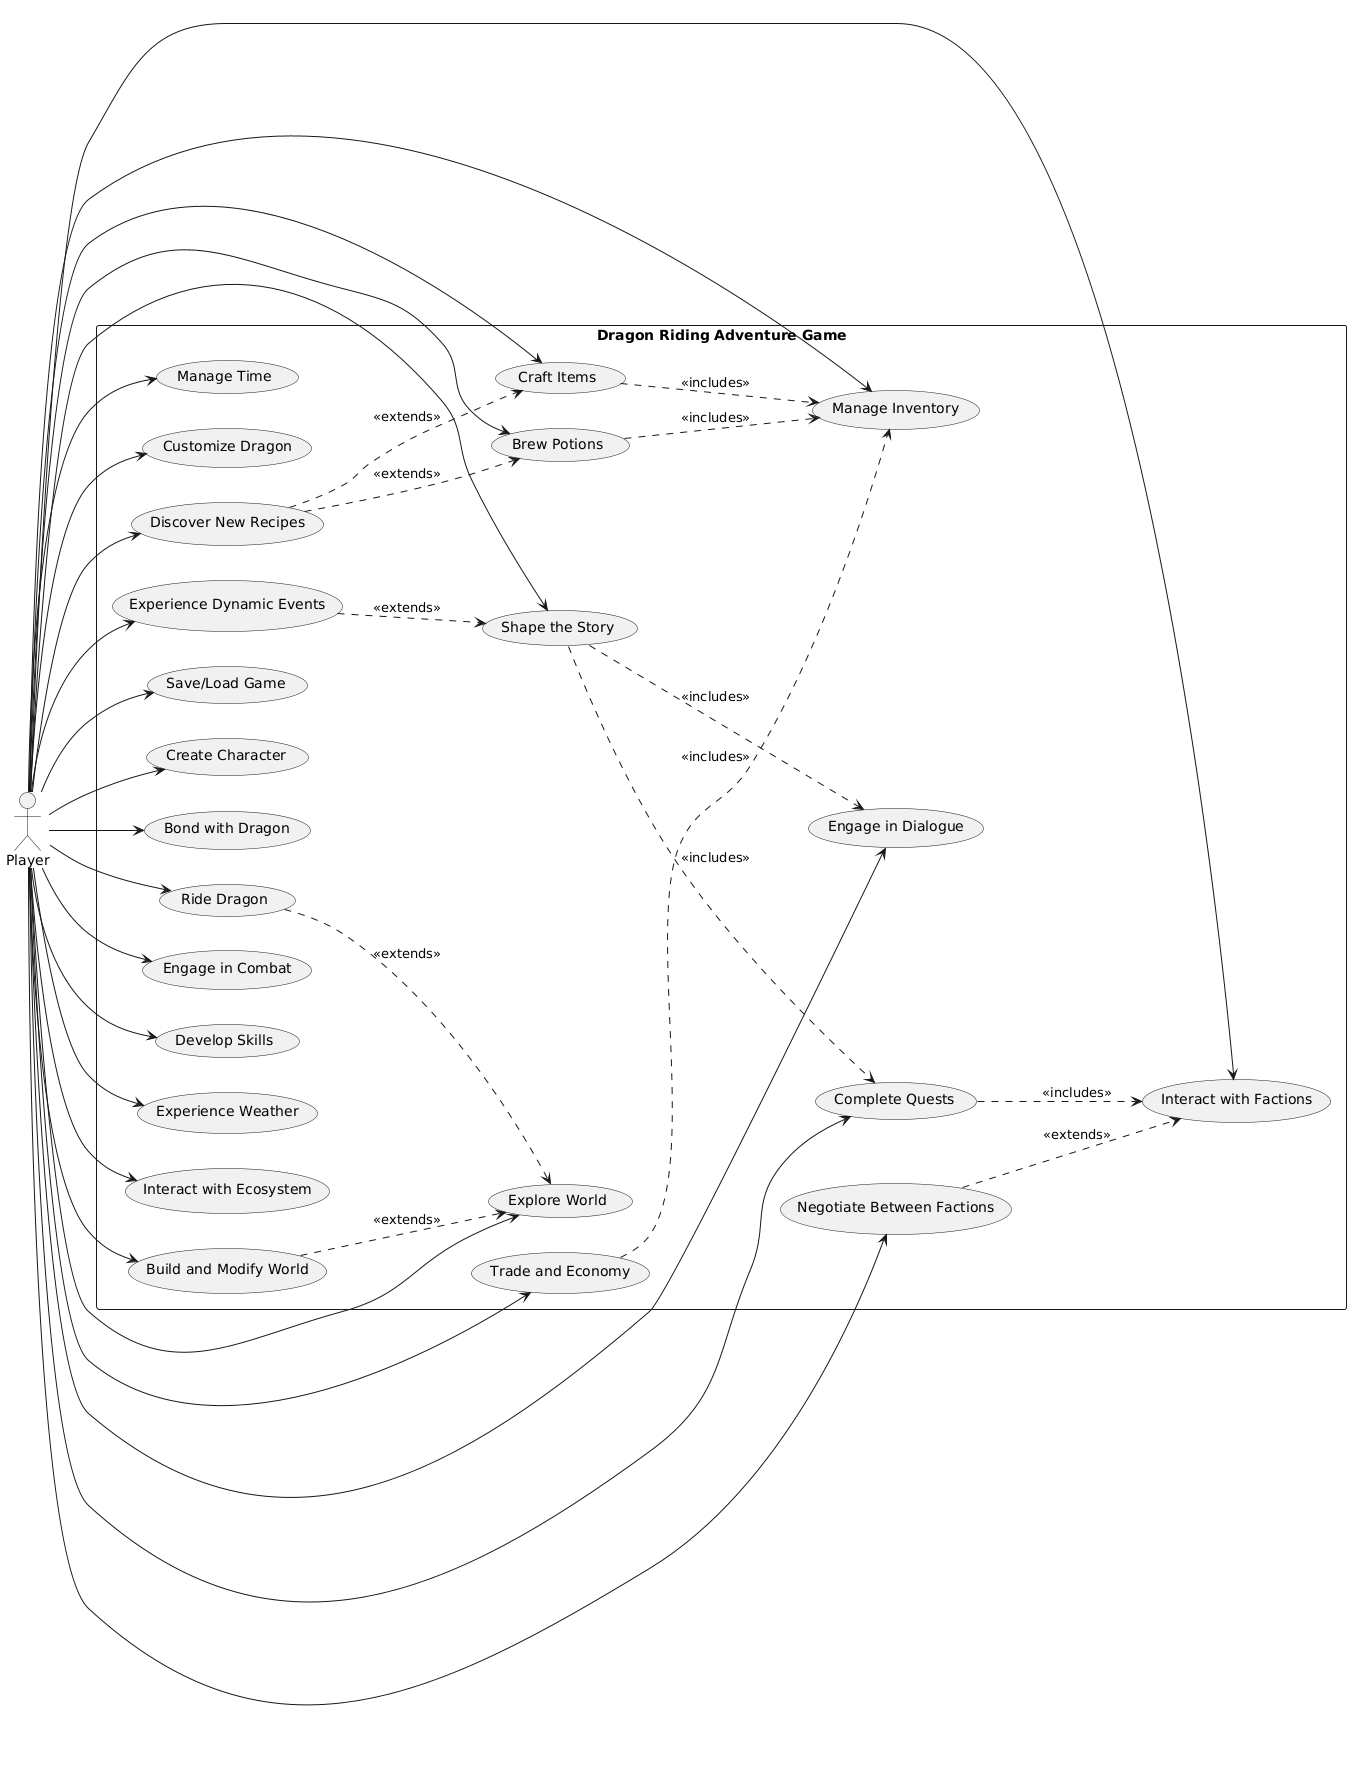 Dragon Riding Adventure Game
Manage Time
Craft Items
«includes»
Manage Inventory
«extends»
«includes»
Customize Dragon
Brew Potions
«extends»
Discover New Recipes
Experience Dynamic Events
«extends»
Shape the Story
Save/Load Game
«includes»
Create Character
«includes»
Bond with Dragon
Engage in Dialogue
Player
«includes»
Ride Dragon
«extends»
Engage in Combat
Develop Skills
«includes»
Complete Quests
Interact with Factions
Experience Weather
«extends»
Interact with Ecosystem
Explore World
Negotiate Between Factions
«extends»
Build and Modify World
Trade and Economy